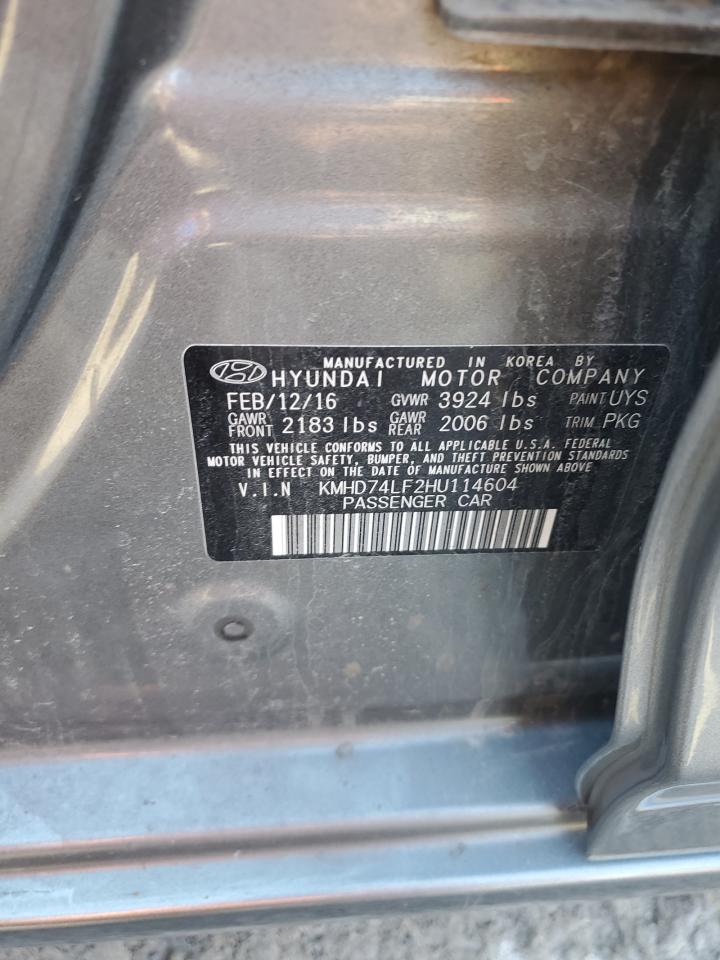 MANUFACTURED IN KOREA BY
HYUNDAI MOTOR COMPANY
FEB/12/16 GVWR 3924 lbs PAINT UYS
GAWR FRONT 2183 lbs GAWR REAR 2006 lbs TRIM PKG
THIS VEHICLE CONFORMS TO ALL APPLICABLE U.S.A. FEDERAL
MOTOR VEHICLE SAFETY, BUMPER, AND THEFT PREVENTION STANDARDS
IN EFFECT ON THE DATE OF MANUFACTURE SHOWN ABOVE
V.I.N KMHD74LF2HU114604
PASSENGER CAR